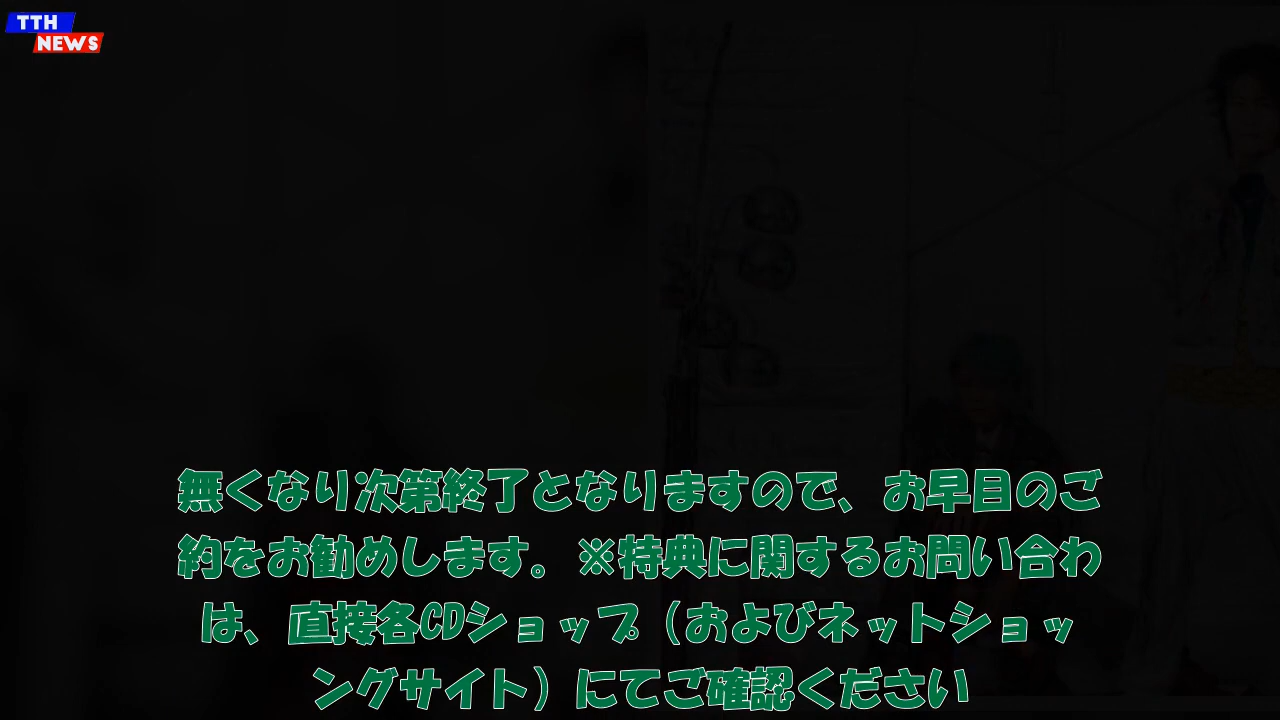 TTH
NEWS
無くなり次第終了となりますので、お早目のご
約をお勧めします。※特典に関するお問い合わ
は、直接各CDショップ（およびネットショッ
ングサイト）にてご確認ください